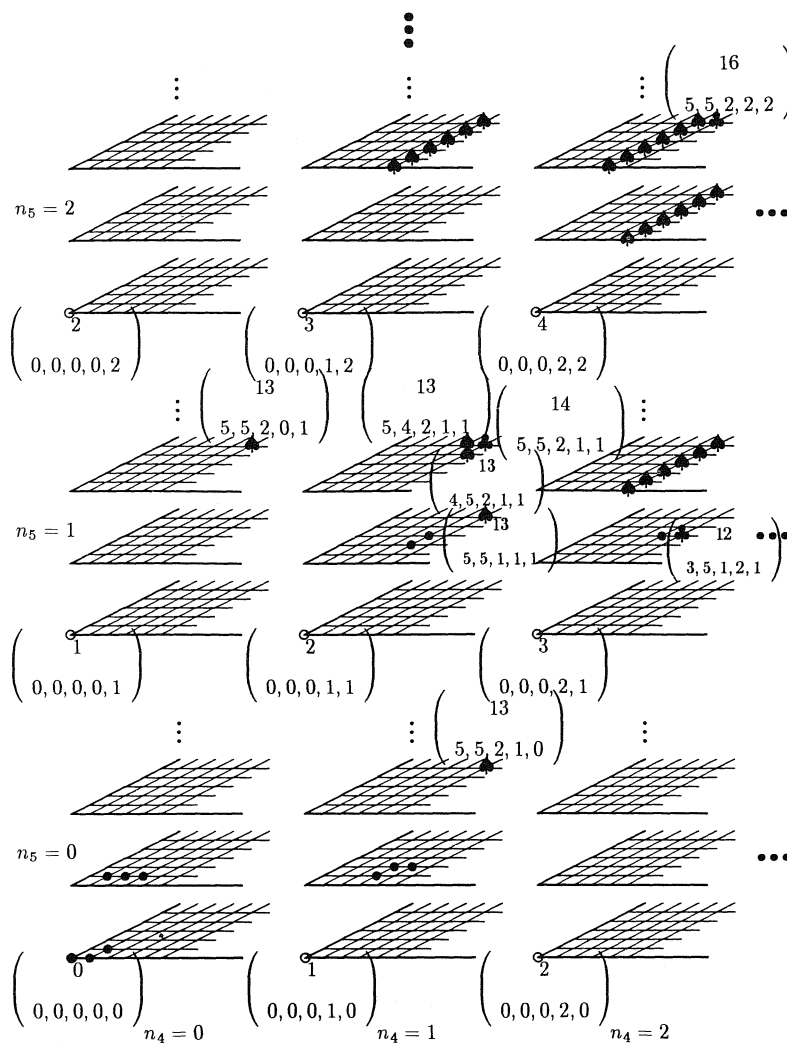 16
5, 5, 2, 2, 2
n₅ = 2
2
3
4
0, 0, 0, 0, 2
0, 0, 0, 1, 2
0, 0, 0, 2, 2
13
13
14
5, 5, 2, 0, 1
5, 4, 2, 1, 1
5, 5, 2, 1, 1
13
4, 5, 2, 1, 1
n₅ = 1
13
12
5, 5, 1, 1, 1
3, 5, 1, 2, 1
1
2
3
0, 0, 0, 0, 1
0, 0, 0, 1, 1
0, 0, 0, 2, 1
13
5, 5, 2, 1, 0
n₅ = 0
0
1
2
0, 0, 0, 0, 0
0, 0, 0, 1, 0
0, 0, 0, 2, 0
n₄ = 0
n₄ = 1
n₄ = 2